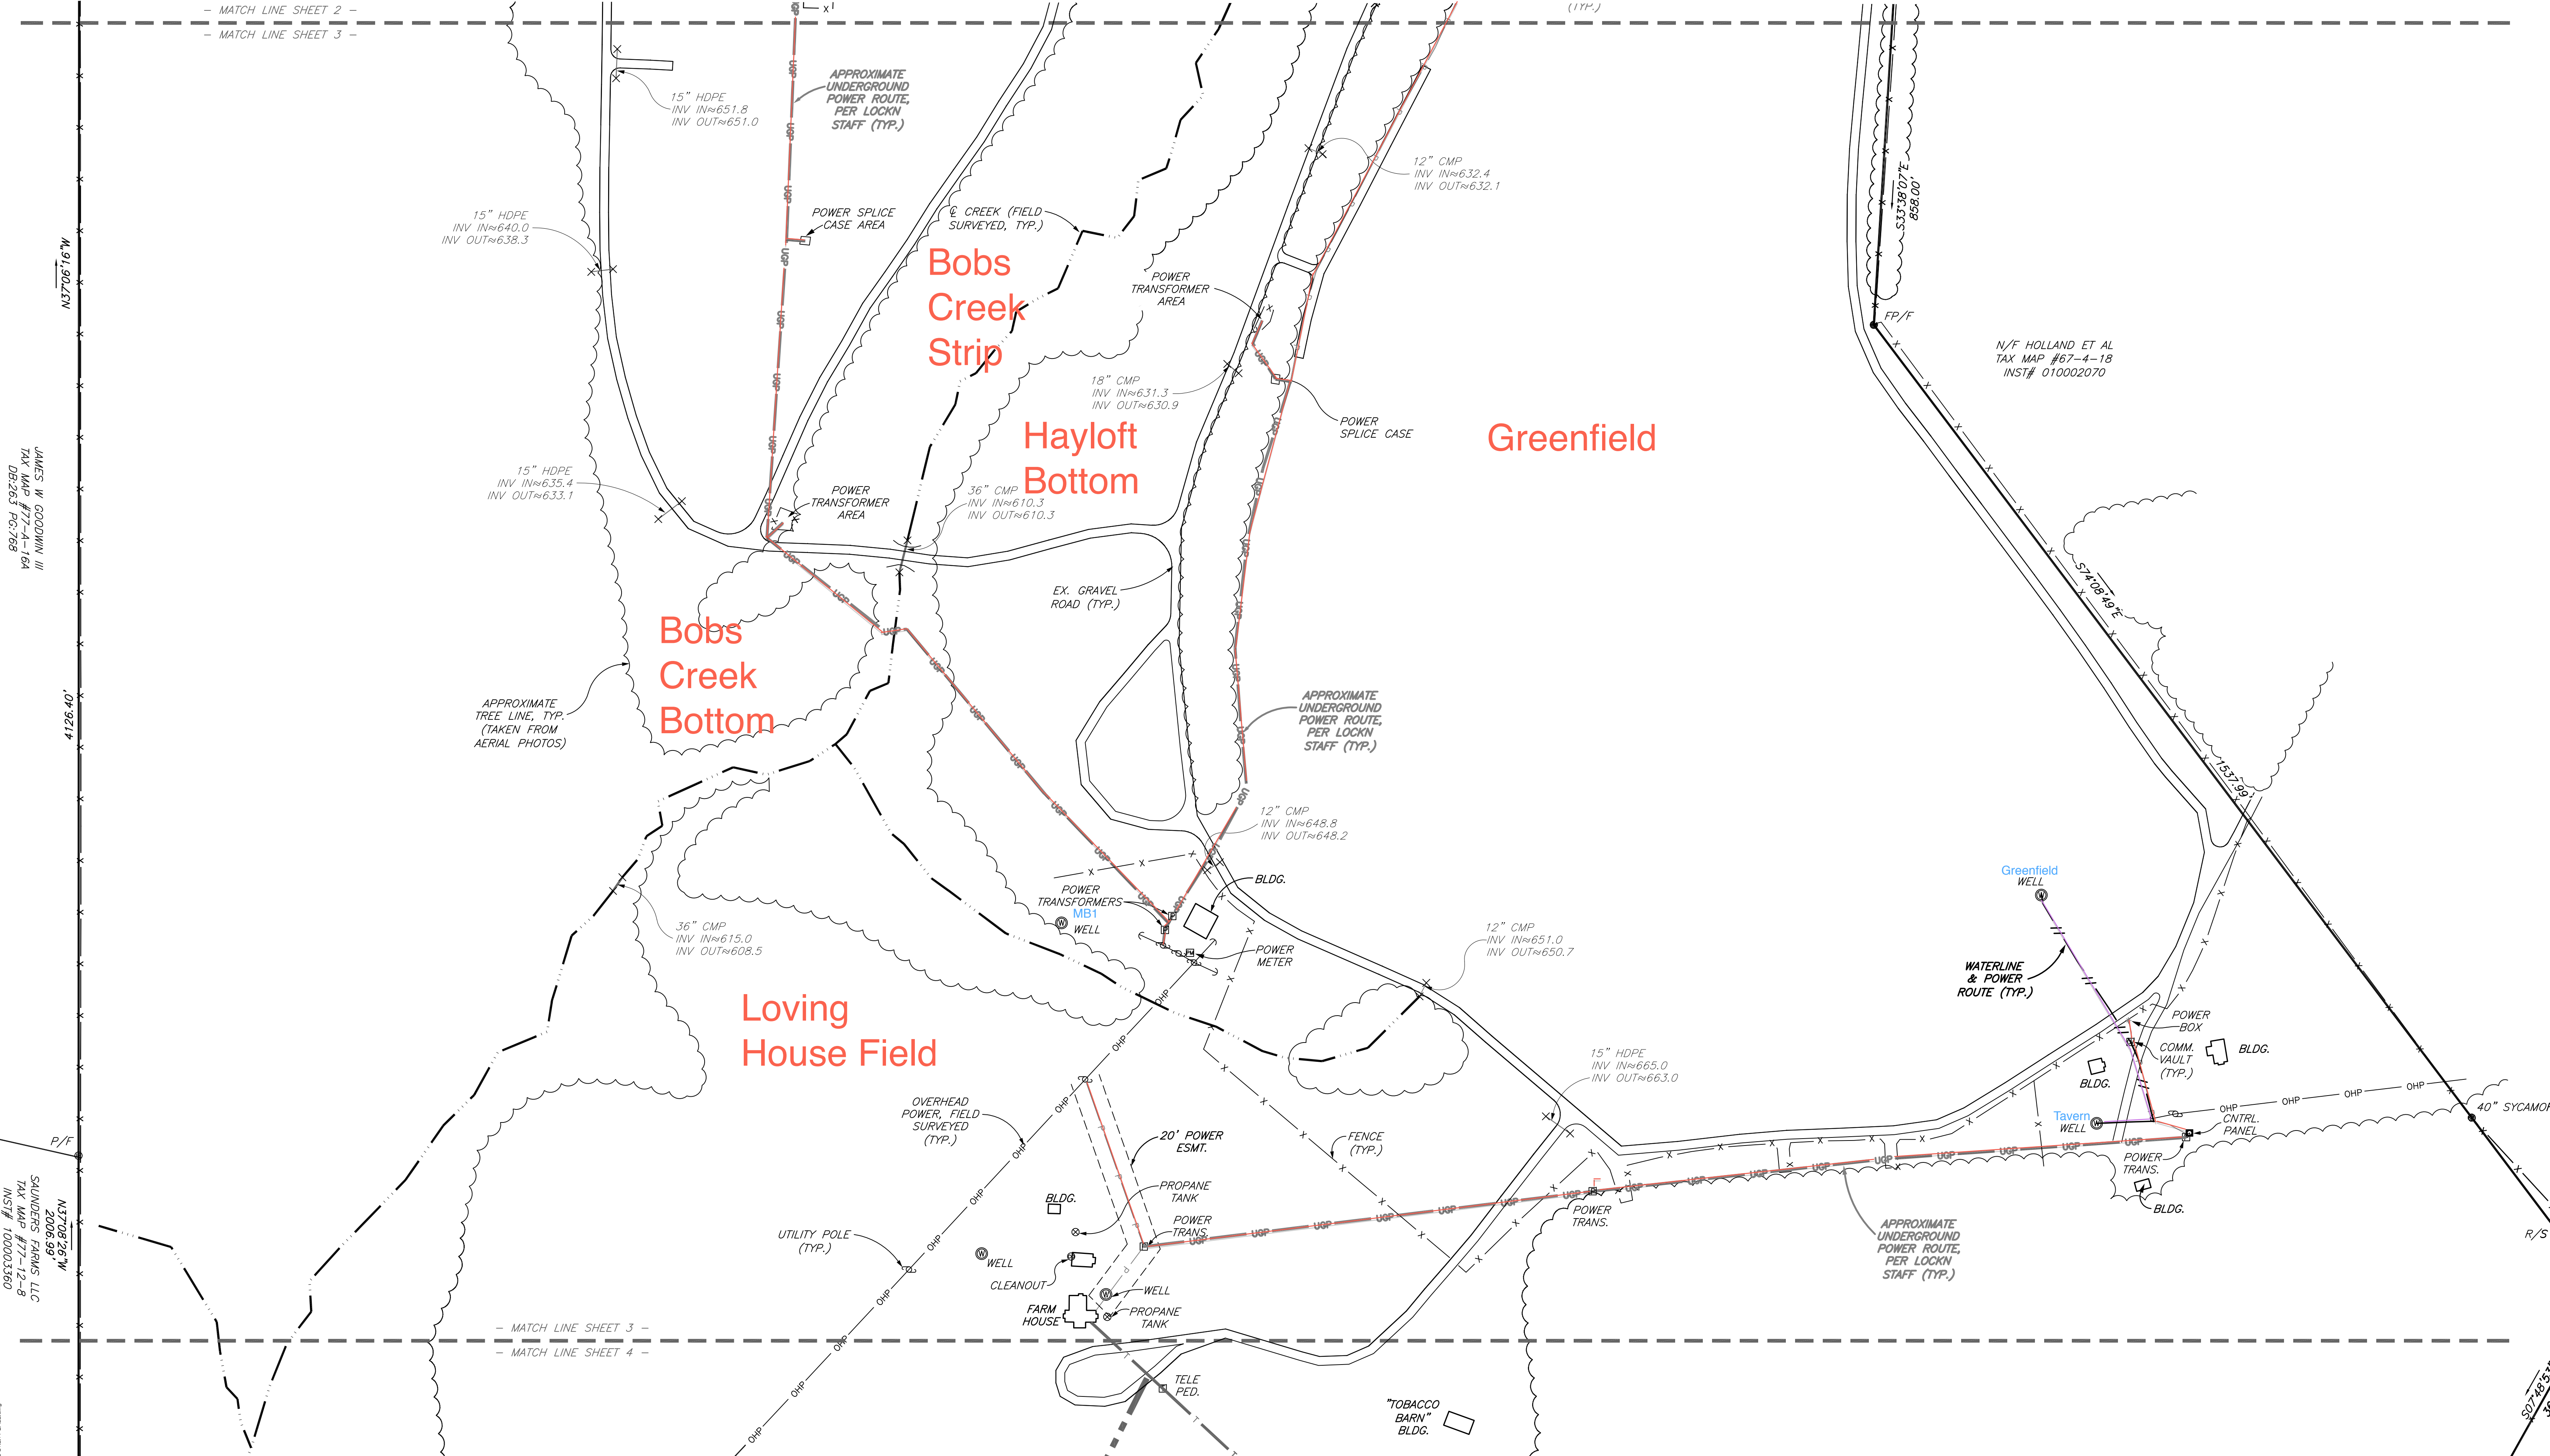 - MATCH LINE SHEET 2 -
- MATCH LINE SHEET 3 -
(TYP.)
UGP
APPROXIMATE
UNDERGROUND
POWER ROUTE,
PER LOCKN
STAFF (TYP.)
15" HDPE
INV IN≈651.8
INV OUT≈651.0
12" CMP
INV IN≈632.4
INV OUT≈632.1
S33°38'07"E
858.00'
15" HDPE
INV IN≈640.0
INV OUT≈638.3
POWER SPLICE
CASE AREA
℄ CREEK (FIELD
SURVEYED, TYP.)
Bobs
Creek
Strip
POWER
TRANSFORMER
AREA
N37°06'16"W
FP/F
N/F HOLLAND ET AL
TAX MAP #67-4-18
INST# 010002070
18" CMP
INV IN≈631.3
INV OUT≈630.9
POWER
SPLICE CASE
Hayloft
Bottom
Greenfield
JAMES W GOODWIN III
TAX MAP #77-A-16A
DB:263 PG:768
15" HDPE
INV IN≈635.4
INV OUT≈633.1
POWER
TRANSFORMER
AREA
36" CMP
INV IN≈610.3
INV OUT≈610.3
EX. GRAVEL
ROAD (TYP.)
S74°08'49"E
Bobs
Creek
Bottom
APPROXIMATE
TREE LINE, TYP.
(TAKEN FROM
AERIAL PHOTOS)
4126.40'
APPROXIMATE
UNDERGROUND
POWER ROUTE,
PER LOCKN
STAFF (TYP.)
1537.99'
12" CMP
INV IN≈648.8
INV OUT≈648.2
BLDG.
POWER
TRANSFORMERS
MB1
WELL
POWER
METER
36" CMP
INV IN≈615.0
INV OUT≈608.5
12" CMP
INV IN≈651.0
INV OUT≈650.7
Greenfield
WELL
WATERLINE
& POWER
ROUTE (TYP.)
Loving
House Field
POWER
BOX
COMM.
VAULT
(TYP.)
BLDG.
BLDG.
15" HDPE
INV IN≈665.0
INV OUT≈663.0
OVERHEAD
POWER, FIELD
SURVEYED
(TYP.)
OHP
20' POWER
ESMT.
FENCE
(TYP.)
Tavern
WELL
CNTRL.
PANEL
40" SYCAMOR
POWER
TRANS.
BLDG.
P/F
PROPANE
TANK
BLDG.
POWER
TRANS.
POWER
TRANS.
UTILITY POLE
(TYP.)
WELL
CLEANOUT
WELL
FARM
HOUSE
PROPANE
TANK
APPROXIMATE
UNDERGROUND
POWER ROUTE,
PER LOCKN
STAFF (TYP.)
R/S
N37°08'26"W
2006.99'
SAUNDERS FARMS LLC
TAX MAP #77-12-8
INST# 100003360
- MATCH LINE SHEET 3 -
- MATCH LINE SHEET 4 -
TELE
PED.
"TOBACCO
BARN"
BLDG.